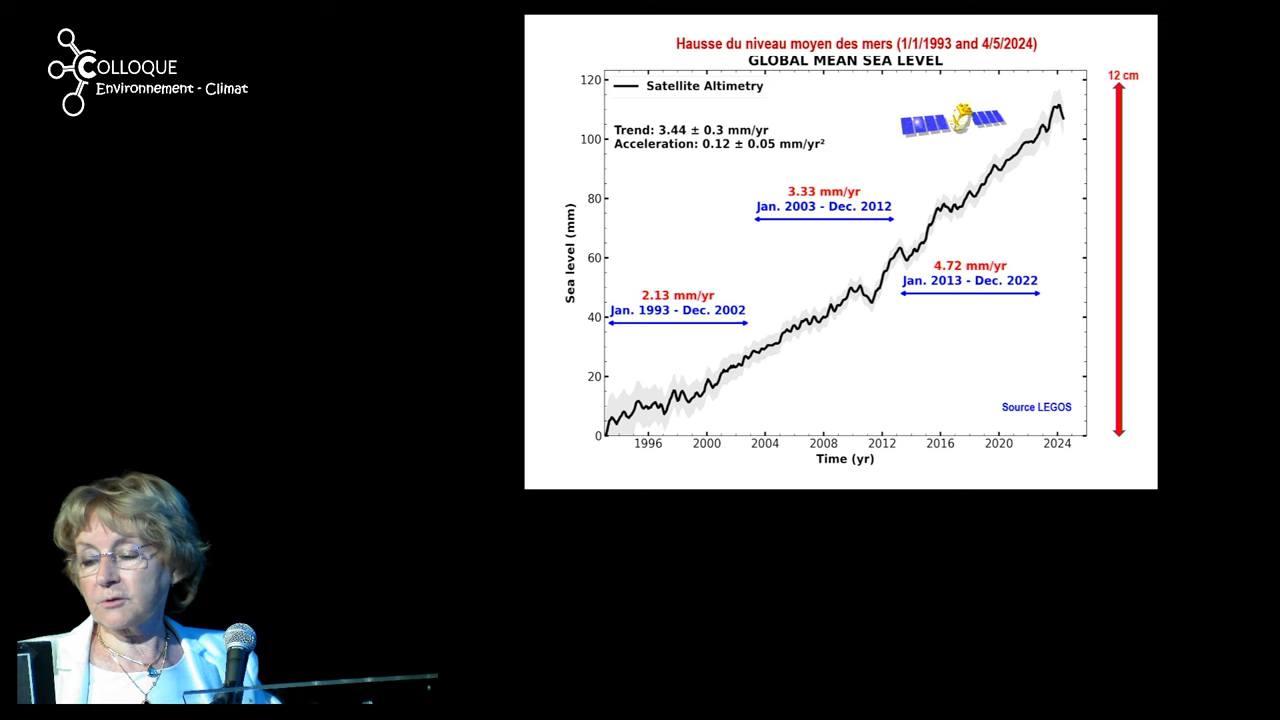 COLLOQUE
Environnement - Climat
Hausse du niveau moyen des mers (1/1/1993 and 4/5/2024)
GLOBAL MEAN SEA LEVEL
12 cm
Satellite Altimetry
Trend: 3.44 ± 0.3 mm/yr
Acceleration: 0.12 ± 0.05 mm/yr²
3.33 mm/yr
Jan. 2003 - Dec. 2012
4.72 mm/yr
Jan. 2013 - Dec. 2022
2.13 mm/yr
Jan. 1993 - Dec. 2002
Source LEGOS
Sea level (mm)
120
100
80
60
40
20
0
1996 2000 2004 2008 2012 2016 2020 2024
Time (yr)